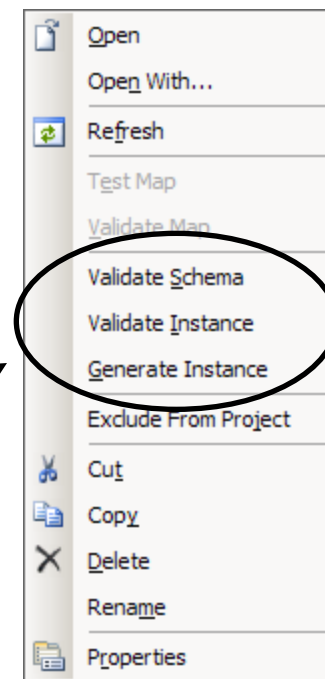 Open
Open With...
Refresh
Test Map
Validate Map
Validate Schema
Validate Instance
Generate Instance
Exclude From Project
Cut
Copy
Delete
Rename
Properties